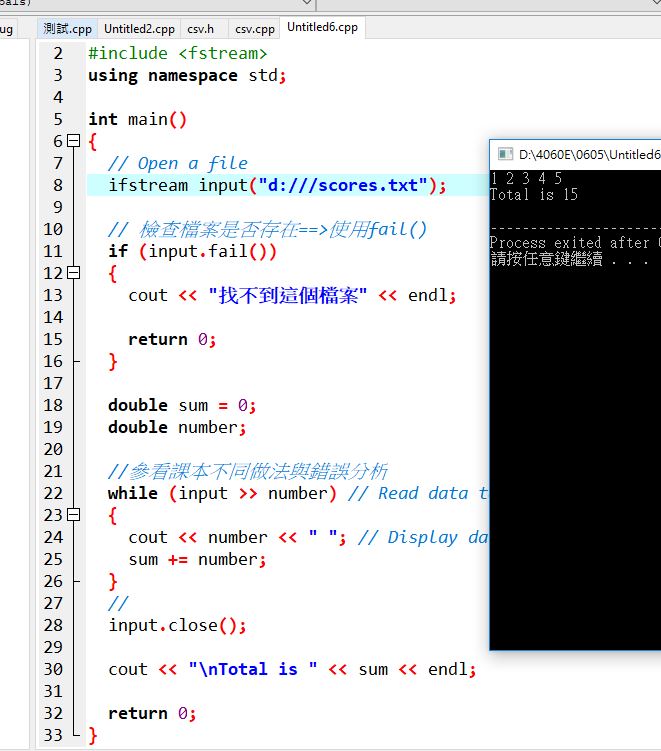 測試.cpp Untitled2.cpp csv.h csv.cpp Untitled6.cpp
2 #include <fstream>
3 using namespace std;
4
5 int main()
6 {
7 // Open a file
8 ifstream input("d:///scores.txt");
9
10 // 檢查檔案是否存在==>使用fail()
11 if (input.fail())
12 {
13 cout << "找不到這個檔案" << endl;
14
15 return 0;
16 }
17
18 double sum = 0;
19 double number;
20
21 //參看課本不同做法與錯誤分析
22 while (input >> number) // Read data t
23 {
24 cout << number << " "; // Display da
25 sum += number;
26 }
27 //
28 input.close();
29
30 cout << "\nTotal is " << sum << endl;
31
32 return 0;
33 }
D:\4060E\0605\Untitled6
1 2 3 4 5
Total is 15
--------------------
Process exited after
請按任意鍵繼續 . . .